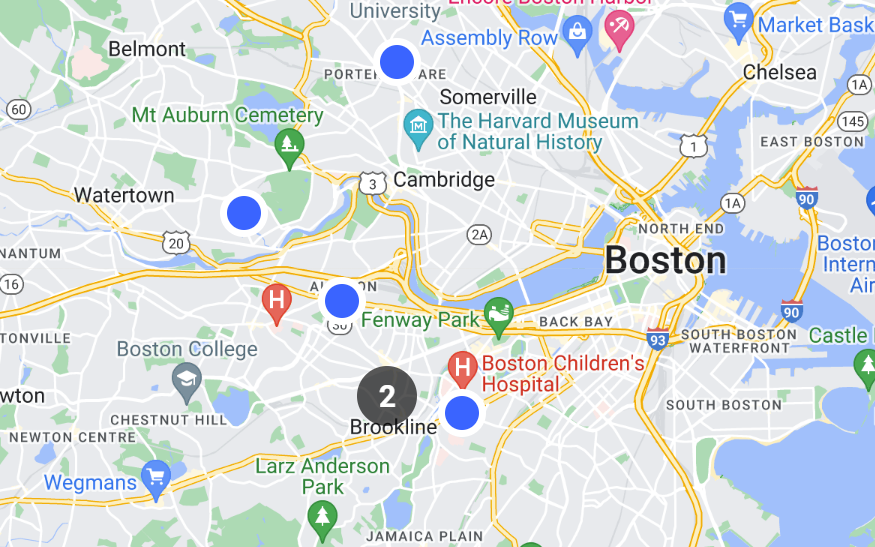 University
Encore Boston Harbor
Assembly Row
Market Bask
Belmont
PORTER SQUARE
Chelsea
60
1A
Somerville
Mt Auburn Cemetery
The Harvard Museum
of Natural History
145
1
EAST BOSTON
3
Cambridge
Watertown
1A
90
20
2A
NORTH END
NANTUM
Boston
Boston
Intern
Air
16
H
ALLSTON
90
30
Fenway Park
BACK BAY
93
SOUTH BOSTON
WATERFRONT
Castle
TONVILLE
Boston College
H
Boston Children's
Hospital
wton
2
SOUTH BOSTON
CHESTNUT HILL
Brookline
NEWTON CENTRE
Larz Anderson
Park
Wegmans
JAMAICA PLAIN